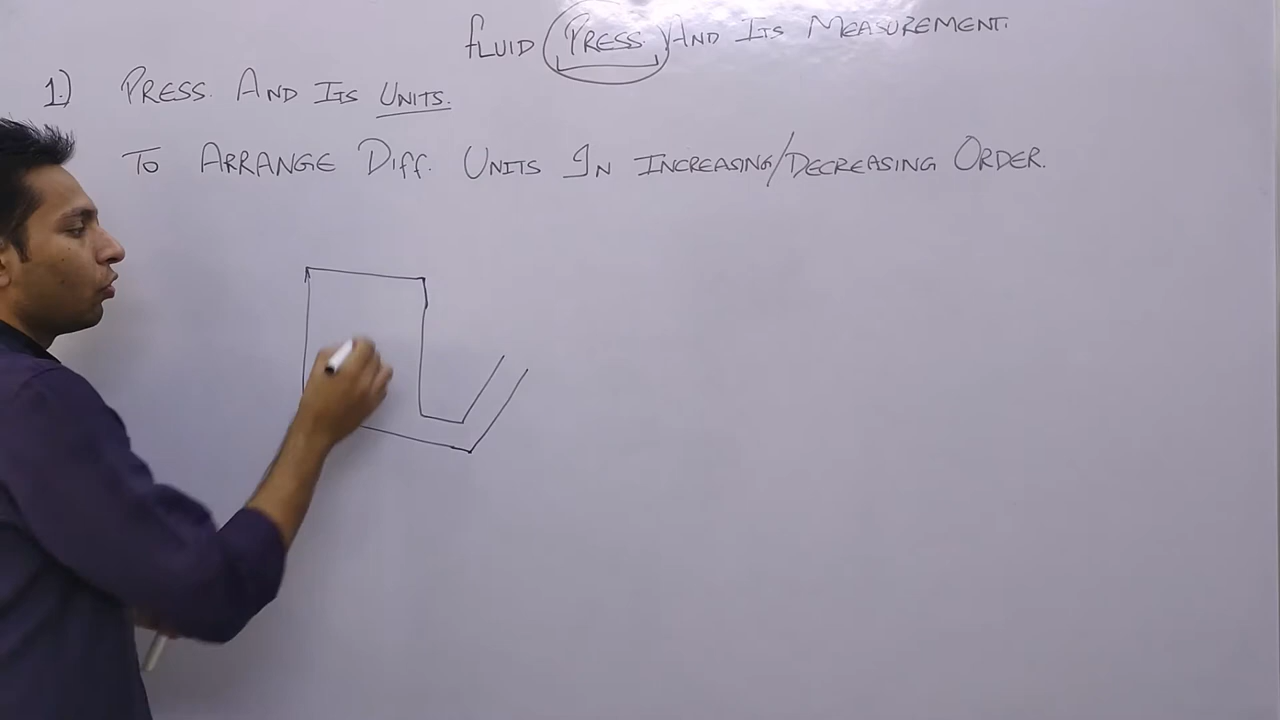 FLUID PRESS. AND ITS MEASUREMENT.
1.) PRESS. AND ITS UNITS.
TO ARRANGE DIFF. UNITS IN INCREASING/DECREASING ORDER.